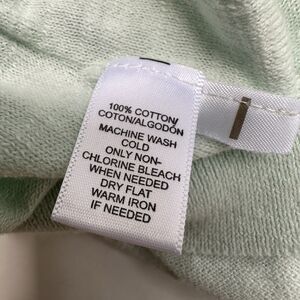 100% COTTON/
COTON/ALGODÓN
MACHINE WASH
COLD
ONLY NON-
CHLORINE BLEACH
WHEN NEEDED
DRY FLAT
WARM IRON
IF NEEDED